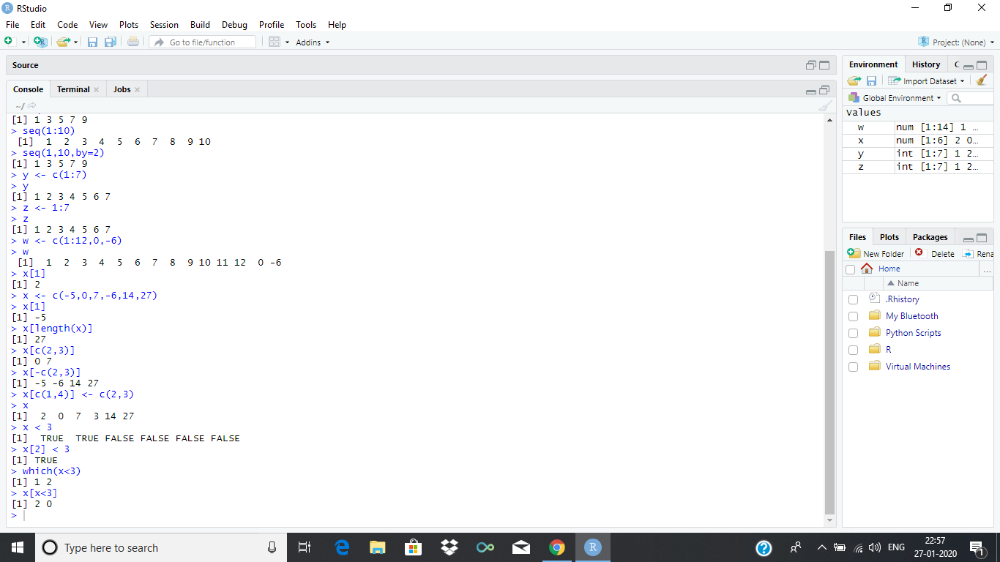 RStudio
File Edit Code View Plots Session Build Debug Profile Tools Help
Go to file/function Addins Project: (None)
Source
Console Terminal Jobs
~/
[1] 1 3 5 7 9
> seq(1:10)
[1] 1 2 3 4 5 6 7 8 9 10
> seq(1,10,by=2)
[1] 1 3 5 7 9
> y <- c(1:7)
> y
[1] 1 2 3 4 5 6 7
> z <- 1:7
> z
[1] 1 2 3 4 5 6 7
> w <- c(1:12,0,-6)
> w
[1] 1 2 3 4 5 6 7 8 9 10 11 12 0 -6
> x[1]
[1] 2
> x <- c(-5,0,7,-6,14,27)
> x[1]
[1] -5
> x[length(x)]
[1] 27
> x[c(2,3)]
[1] 0 7
> x[-c(2,3)]
[1] -5 -6 14 27
> x[c(1,4)] <- c(2,3)
> x
[1] 2 0 7 3 14 27
> x < 3
[1] TRUE TRUE FALSE FALSE FALSE FALSE
> x[2] < 3
[1] TRUE
> which(x<3)
[1] 1 2
> x[x<3]
[1] 2 0
>
Environment History C
Import Dataset
Global Environment
Values
w num [1:14] 1 …
x num [1:6] 2 0…
y int [1:7] 1 2…
z int [1:7] 1 2…
Files Plots Packages
New Folder Delete Rena
Home ...
Name
.Rhistory
My Bluetooth
Python Scripts
R
Virtual Machines
Type here to search
ENG
22:57
27-01-2020
1